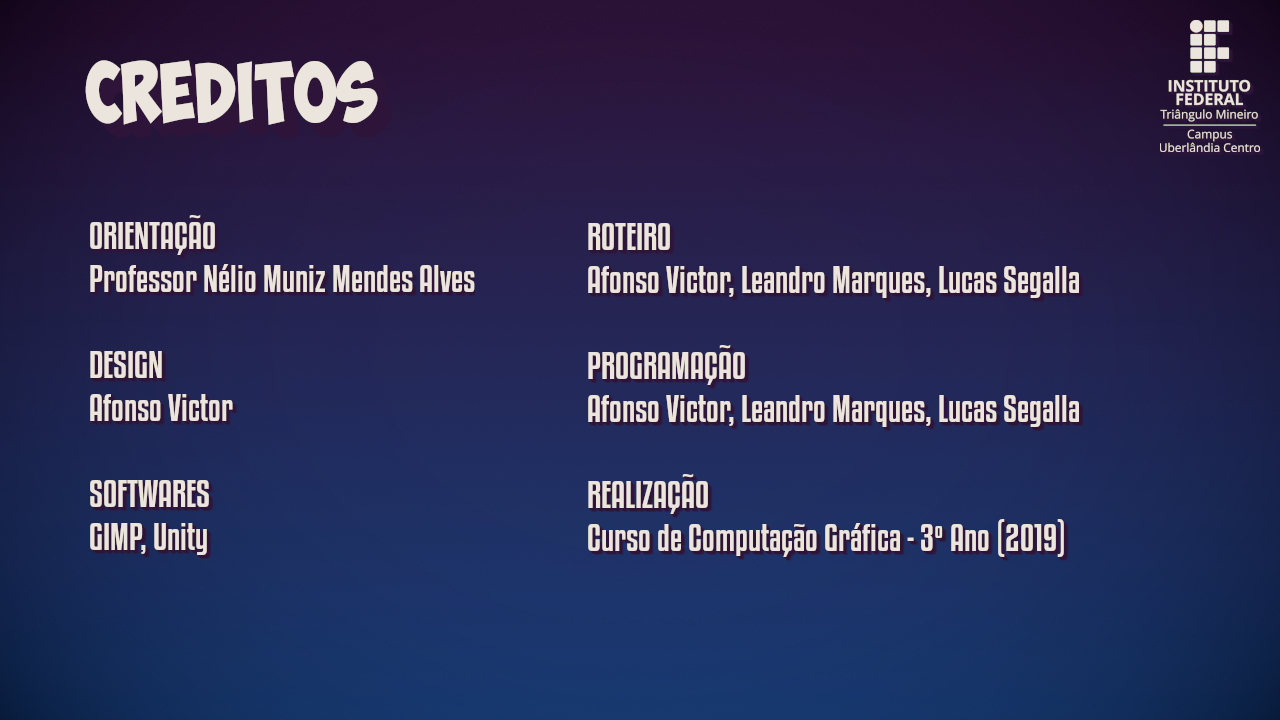 CREDITOS
INSTITUTO
FEDERAL
Triângulo Mineiro
Campus
Uberlândia Centro
ORIENTAÇÃO
Professor Nélio Muniz Mendes Alves
DESIGN
Afonso Victor
SOFTWARES
GIMP, Unity
ROTEIRO
Afonso Victor, Leandro Marques, Lucas Segalla
PROGRAMAÇÃO
Afonso Victor, Leandro Marques, Lucas Segalla
REALIZAÇÃO
Curso de Computação Gráfica - 3º Ano (2019)